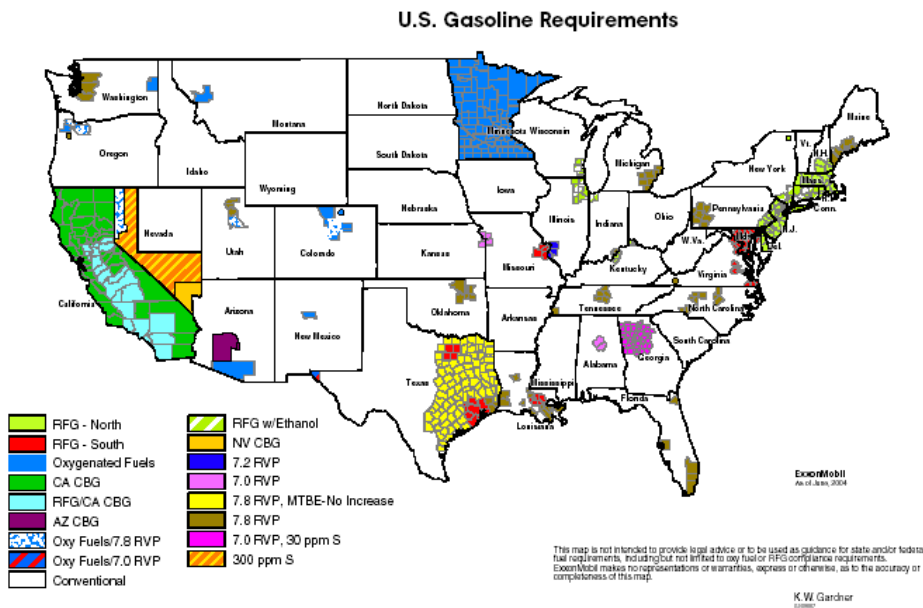 U.S. Gasoline Requirements
Washington
Montana
North Dakota
Minnesota
Wisconsin
Michigan
Maine
Vt.
N.H.
New York
Mass.
R.I.
Conn.
Oregon
Idaho
Wyoming
South Dakota
Iowa
Nebraska
Illinois
Indiana
Ohio
Pennsylvania
N.J.
Del.
W.Va.
Virginia
Nevada
Utah
Colorado
Kansas
Missouri
Kentucky
California
Arizona
New Mexico
Oklahoma
Arkansas
Tennessee
North Carolina
South Carolina
Texas
Mississippi
Alabama
Georgia
Louisiana
Florida
RFG - North
RFG - South
Oxygenated Fuels
CA CBG
RFG/CA CBG
AZ CBG
Oxy Fuels/7.8 RVP
Oxy Fuels/7.0 RVP
Conventional
RFG w/Ethanol
NV CBG
7.2 RVP
7.0 RVP
7.8 RVP, MTBE-No Increase
7.8 RVP
7.0 RVP, 30 ppm S
300 ppm S
ExxonMobil
As of June, 2004
This map is not intended to provide legal advice or to be used as guidance for state and/or federa
fuel requirements, including but not limited to oxy fuel or RFG compliance requirements.
ExxonMobil makes no representations or warranties, express or otherwise, as to the accuracy or
completeness of this map.
K.W. Gardner